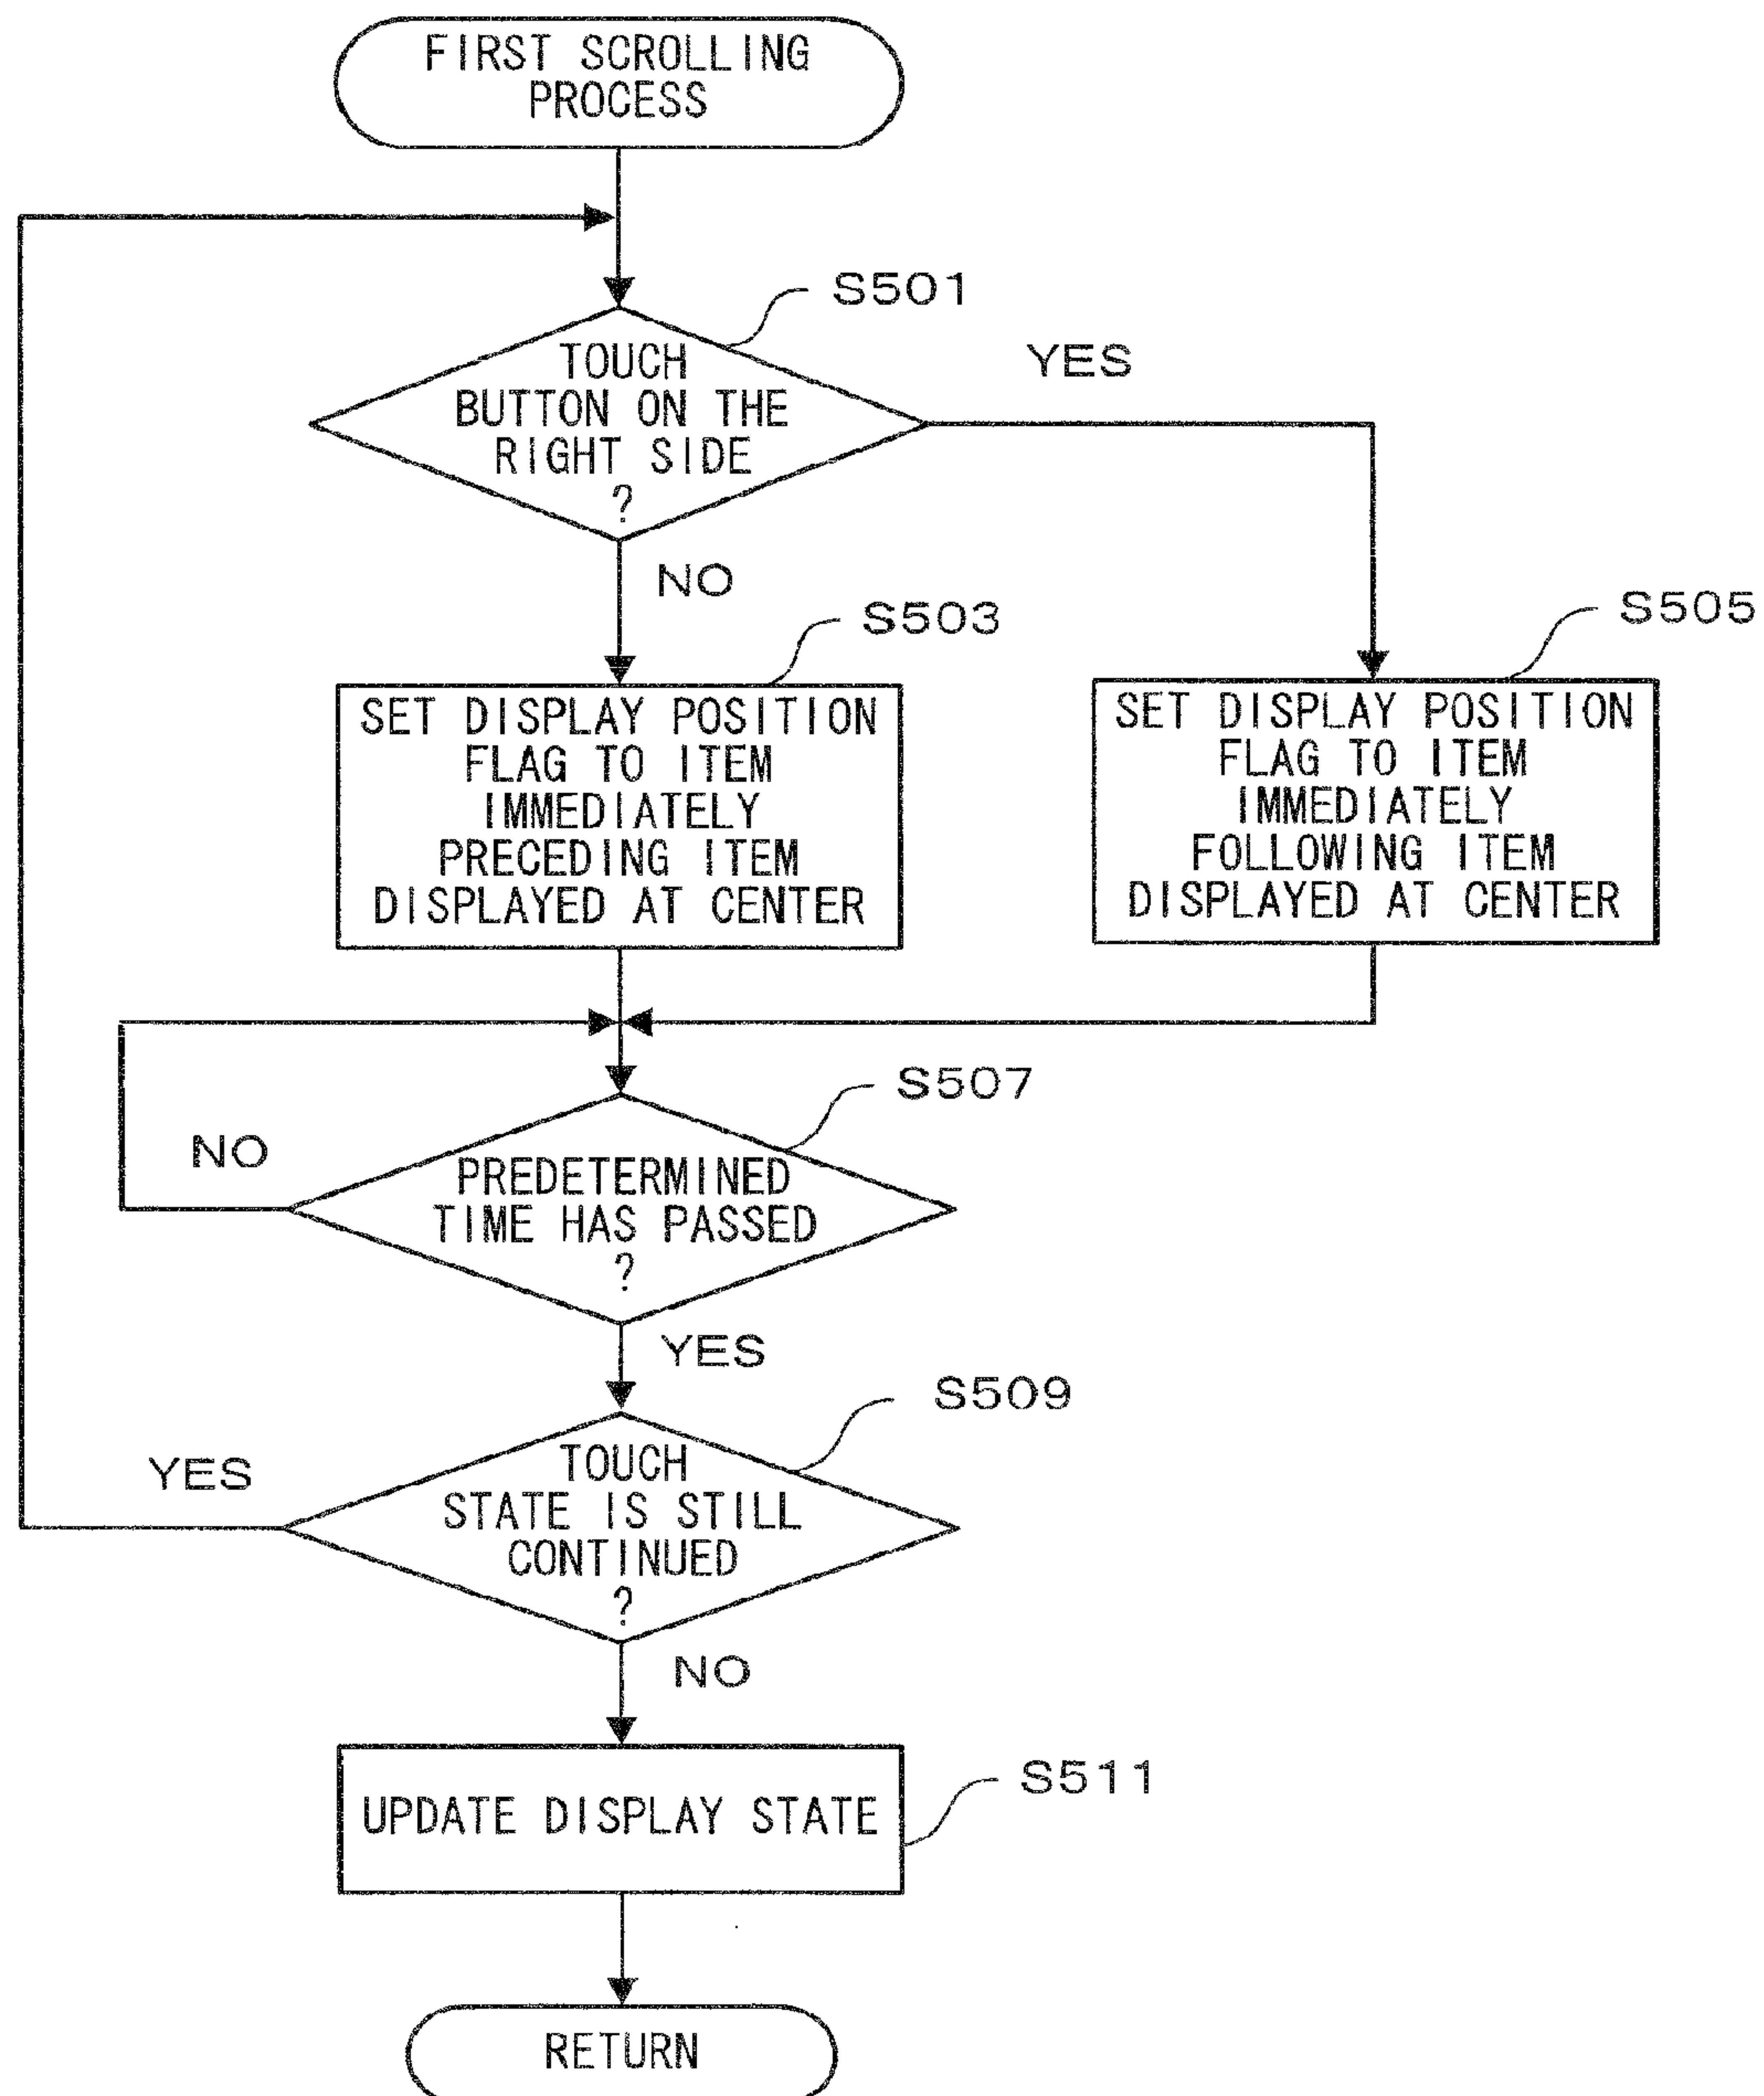 FIRST SCROLLING
PROCESS
S501
TOUCH
BUTTON ON THE
RIGHT SIDE
?
YES
NO
S503
S505
SET DISPLAY POSITION
FLAG TO ITEM
IMMEDIATELY
PRECEDING ITEM
DISPLAYED AT CENTER
SET DISPLAY POSITION
FLAG TO ITEM
IMMEDIATELY
FOLLOWING ITEM
DISPLAYED AT CENTER
S507
NO
PREDETERMINED
TIME HAS PASSED
?
YES
S509
YES
TOUCH
STATE IS STILL
CONTINUED
?
NO
S511
UPDATE DISPLAY STATE
RETURN